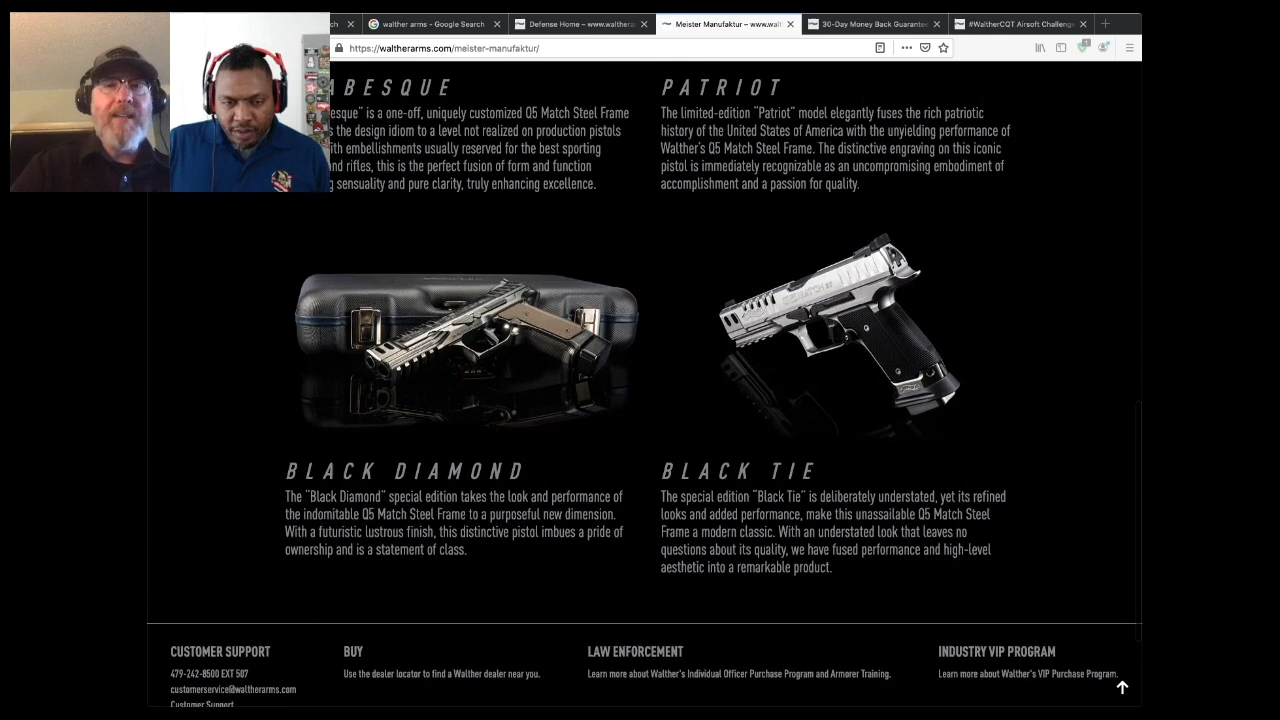 ch
walther arms - Google Search
Defense Home – www.waltherar
Meister Manufaktur – www.walt
30-Day Money Back Guarantee
#WaltherCQT Airsoft Challenge
https://waltherarms.com/meister-manufaktur/
ABESQUE
esque" is a one-off, uniquely customized Q5 Match Steel Frame
s the design idiom to a level not realized on production pistols
ith embellishments usually reserved for the best sporting
nd rifles, this is the perfect fusion of form and function
g sensuality and pure clarity, truly enhancing excellence.
PATRIOT
The limited-edition "Patriot" model elegantly fuses the rich patriotic
history of the United States of America with the unyielding performance of
Walther's Q5 Match Steel Frame. The distinctive engraving on this iconic
pistol is immediately recognizable as an uncompromising embodiment of
accomplishment and a passion for quality.
BLACK DIAMOND
The "Black Diamond" special edition takes the look and performance of
the indomitable Q5 Match Steel Frame to a purposeful new dimension.
With a futuristic lustrous finish, this distinctive pistol imbues a pride of
ownership and is a statement of class.
BLACK TIE
The special edition "Black Tie" is deliberately understated, yet its refined
looks and added performance, make this unassailable Q5 Match Steel
Frame a modern classic. With an understated look that leaves no
questions about its quality, we have fused performance and high-level
aesthetic into a remarkable product.
CUSTOMER SUPPORT
479-242-8500 EXT 507
customerservice@waltherarms.com
Customer Support
BUY
Use the dealer locator to find a Walther dealer near you.
LAW ENFORCEMENT
Learn more about Walther's Individual Officer Purchase Program and Armorer Training.
INDUSTRY VIP PROGRAM
Learn more about Walther's VIP Purchase Program.